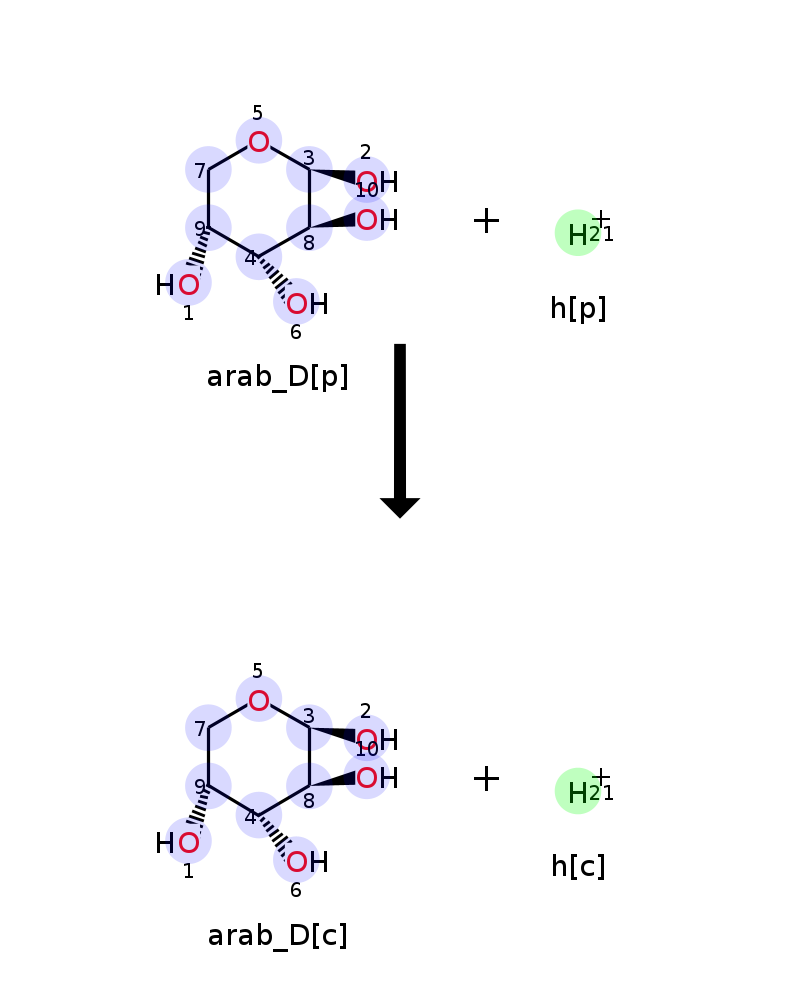 5
7 O 3 2
OH
10
9 8 OH
4
HO
1
OH
6
+
H+
21
h[p]
arab_D[p]
5
7 O 3 2
OH
10
9 8 OH
4
HO
1
OH
6
+
H+
21
h[c]
arab_D[c]